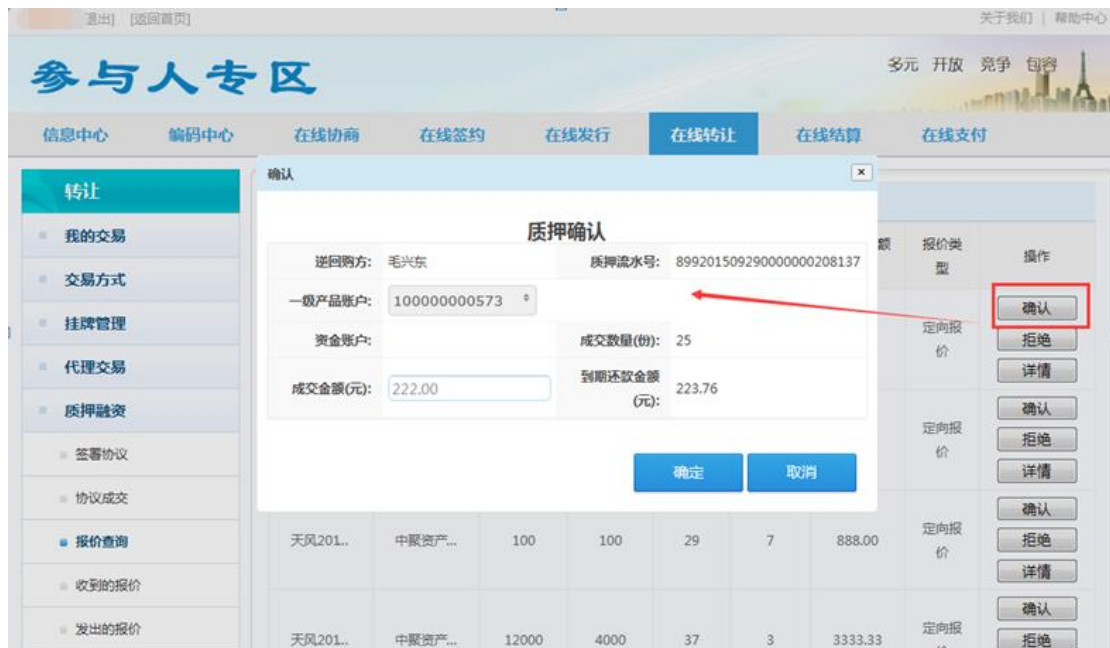 退出] [返回首页]
关于我们 | 帮助中心
参与人专区
多元 开放 竞争 包容
信息中心 编码中心 在线协商 在线签约 在线发行 在线转让 在线结算 在线支付
转让
我的交易
交易方式
挂牌管理
代理交易
质押融资
签署协议
协议成交
报价查询
收到的报价
发出的报价
确认
×
质押确认
逆回购方: 毛兴东 质押流水号: 899201509290000000208137
一级产品账户: 100000000573
资金账户: 成交数量(份): 25
成交金额(元): 222.00 到期还款金额
(元): 223.76
确定 取消
额 报价类
型 操作
定向报
价 确认
拒绝
详情
定向报
价 确认
拒绝
详情
天风201.. 中聚资产... 100 100 29 7 888.00 定向报
价 确认
拒绝
详情
天风201.. 中聚资产... 12000 4000 37 3 3333.33 定向报
确认
拒绝